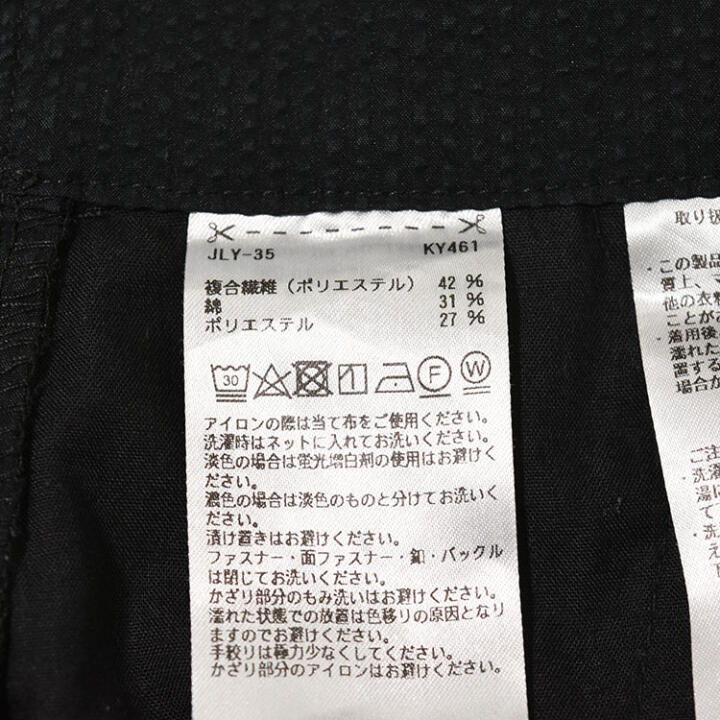 JLY-35 KY461
複合繊維（ポリエステル） 42 %
綿 31 %
ポリエステル 27 %
30 F W
アイロンの際は当て布をご使用ください。
洗濯時はネットに入れてお洗いください。
淡色の場合は蛍光増白剤の使用はお避けく
ださい。
濃色の場合は淡色のものと分けてお洗いく
ださい。
漬け置きはお避けください。
ファスナー・面ファスナー・釦・バックル
は閉じてお洗いください。
かざり部分のもみ洗いはお避けください。
濡れた状態での放置は色移りの原因となり
ますのでお避けください。
手絞りは極力少なくしてください。
かざり部分のアイロンはお避けください。
取り扱
・この製品
質上、
他の衣料
ことが
・着用後
濡れた
置する
場合が
ご注
・洗濯
湯に
て
・洗
え